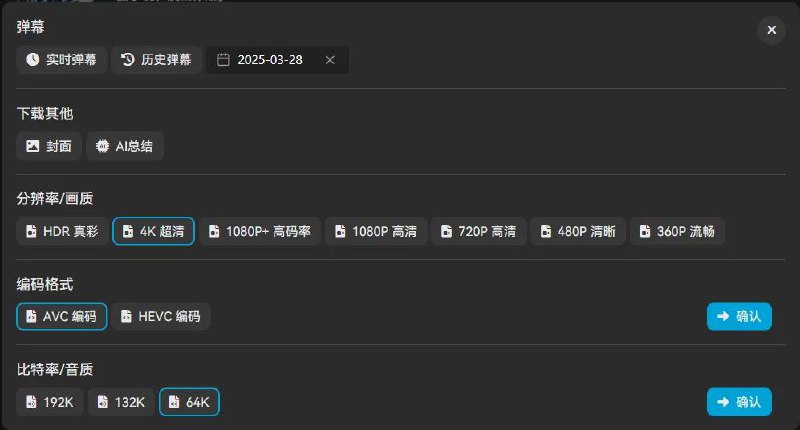 弹幕
实时弹幕 历史弹幕 2025-03-28
下载其他
封面 AI总结
分辨率/画质
HDR 真彩 4K 超清 1080P+ 高码率 1080P 高清 720P 高清 480P 清晰 360P 流畅
编码格式
AVC 编码 HEVC 编码 确认
比特率/音质
192K 132K 64K 确认